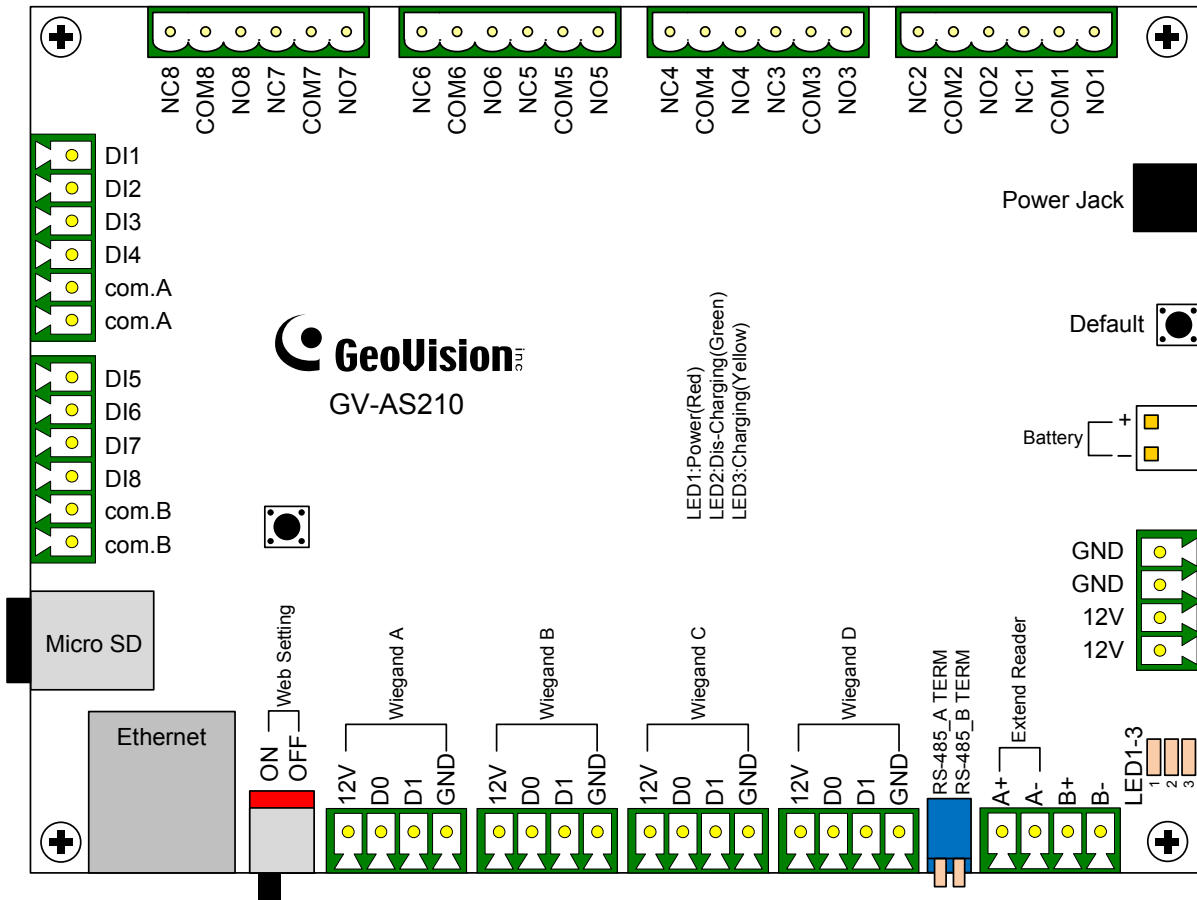 NC8
COM8
NO8
NC7
COM7
NO7
NC6
COM6
NO6
NC5
COM5
NO5
NC4
COM4
NO4
NC3
COM3
NO3
NC2
COM2
NO2
NC1
COM1
NO1
DI1
DI2
DI3
DI4
com.A
com.A
DI5
DI6
DI7
DI8
com.B
com.B
GeoVision inc
GV-AS210
LED1:Power(Red)
LED2:Dis-Charging(Green)
LED3:Charging(Yellow)
Power Jack
Default
Battery
+
−
GND
GND
12V
12V
Micro SD
Ethernet
Web Setting
ON
OFF
Wiegand A
12V
D0
D1
GND
Wiegand B
12V
D0
D1
GND
Wiegand C
12V
D0
D1
GND
Wiegand D
12V
D0
D1
GND
RS-485_A TERM
RS-485_B TERM
Extend Reader
A+
A-
B+
B-
LED1-3
1
2
3